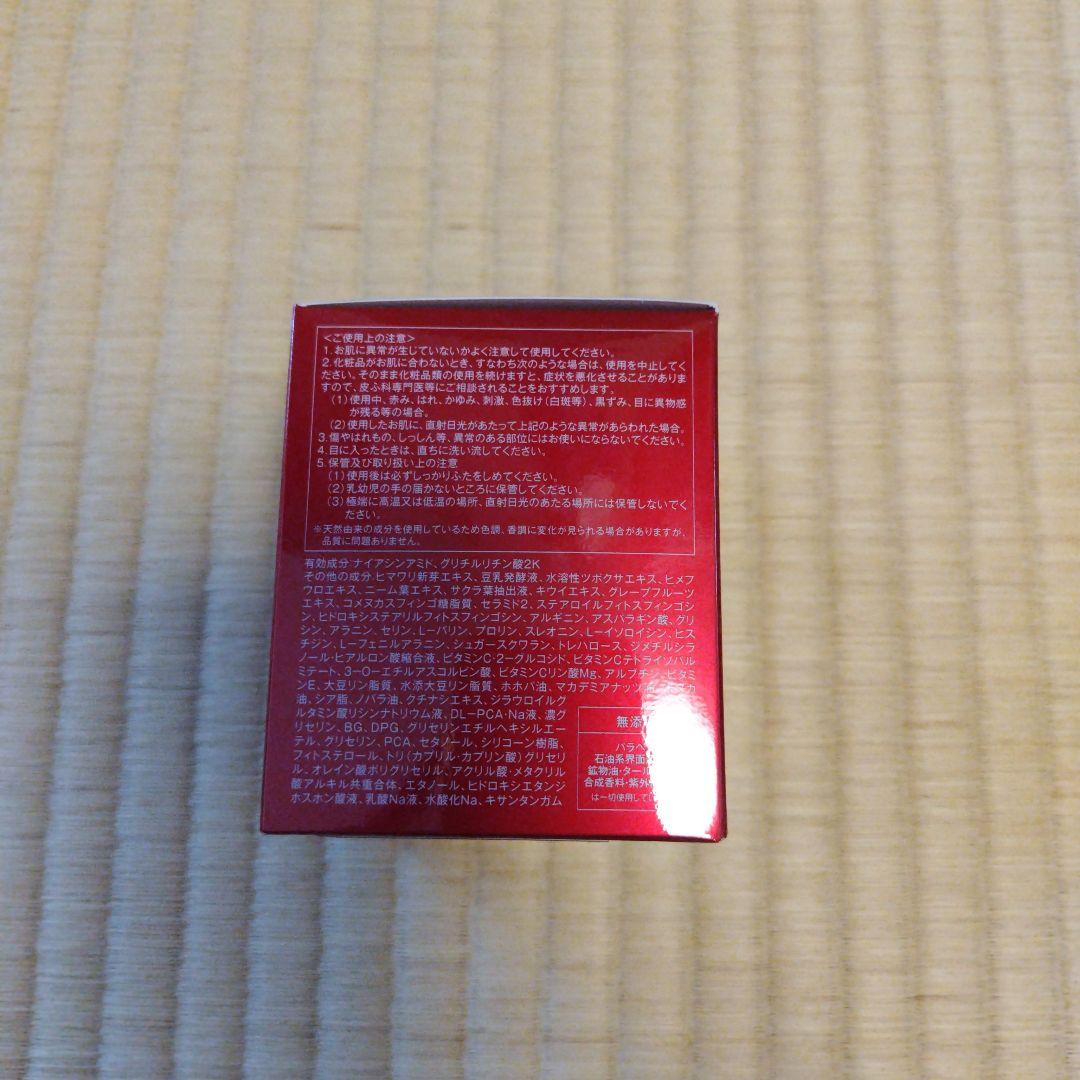 <ご使用上の注意>
1.お肌に異常が生じていないかよく注意して使用してください。
2.化粧品がお肌に合わないとき、すなわち次のような場合は、使用を中止してく
ださい。そのまま化粧品類の使用を続けますと、症状を悪化させることがありま
すので、皮ふ科専門医等にご相談されることをおすすめします。
(1)使用中、赤み、はれ、かゆみ、刺激、色抜け(白斑等)、黒ずみ、目に異物感
が残る等の場合。
(2)使用したお肌に、直射日光があたって上記のような異常があらわれた場合。
3.傷やはれもの、しっしん等、異常のある部位にはお使いにならないでください。
4.目に入ったときは、直ちに洗い流してください。
5.保管及び取り扱い上の注意
(1)使用後は必ずしっかりふたをしめてください。
(2)乳幼児の手の届かないところに保管してください。
(3)極端に高温又は低温の場所、直射日光のあたる場所には保管しないでく
ださい。
※天然由来の成分を使用しているため色調、香調に変化が見られる場合がありますが、
品質に問題ありません。
有効成分:ナイアシンアミド、グリチルリチン酸2K
その他の成分:ヒマワリ新芽エキス、豆乳発酵液、水溶性ツボクサエキス、ヒメフ
ウロエキス、ニーム葉エキス、サクラ葉抽出液、キウイエキス、グレープフルーツ
エキス、コメヌカスフィンゴ糖脂質、セラミド2、ステアロイルフィトスフィンゴシ
ン、ヒドロキシステアリルフィトスフィンゴシン、アルギニン、アスパラギン酸、グリ
シン、アラニン、セリン、L-バリン、プロリン、スレオニン、L-イソロイシン、ヒス
チジン、L-フェニルアラニン、シュガースクワラン、トレハロース、ジメチルシラ
ノール・ヒアルロン酸縮合液、ビタミンC・2-グルコシド、ビタミンCテトライソパル
ミテート、3-O-エチルアスコルビン酸、ビタミンCリン酸Mg、アルブチン、ビタミ
ンE、大豆リン脂質、水添大豆リン脂質、ホホバ油、マカデミアナッツ
油、シア脂、ノバラ油、クチナシエキス、ジラウロイルグ
ルタミン酸リシンナトリウム液、DL-PCA・Na液、濃グ
リセリン、BG、DPG、グリセリンエチルヘキシルエー
テル、グリセリン、PCA、セタノール、シリコーン樹脂、
フィトステロール、トリ(カプリル・カプリン酸)グリセリ
ル、オレイン酸ポリグリセリル、アクリル酸・メタクリル
酸アルキル共重合体、エタノール、ヒドロキシエタンジ
ホスホン酸液、乳酸Na液、水酸化Na、キサンタンガム
無添
パラベ
石油系界面
鉱物油・タール
合成香料・紫外
は一切使用してい